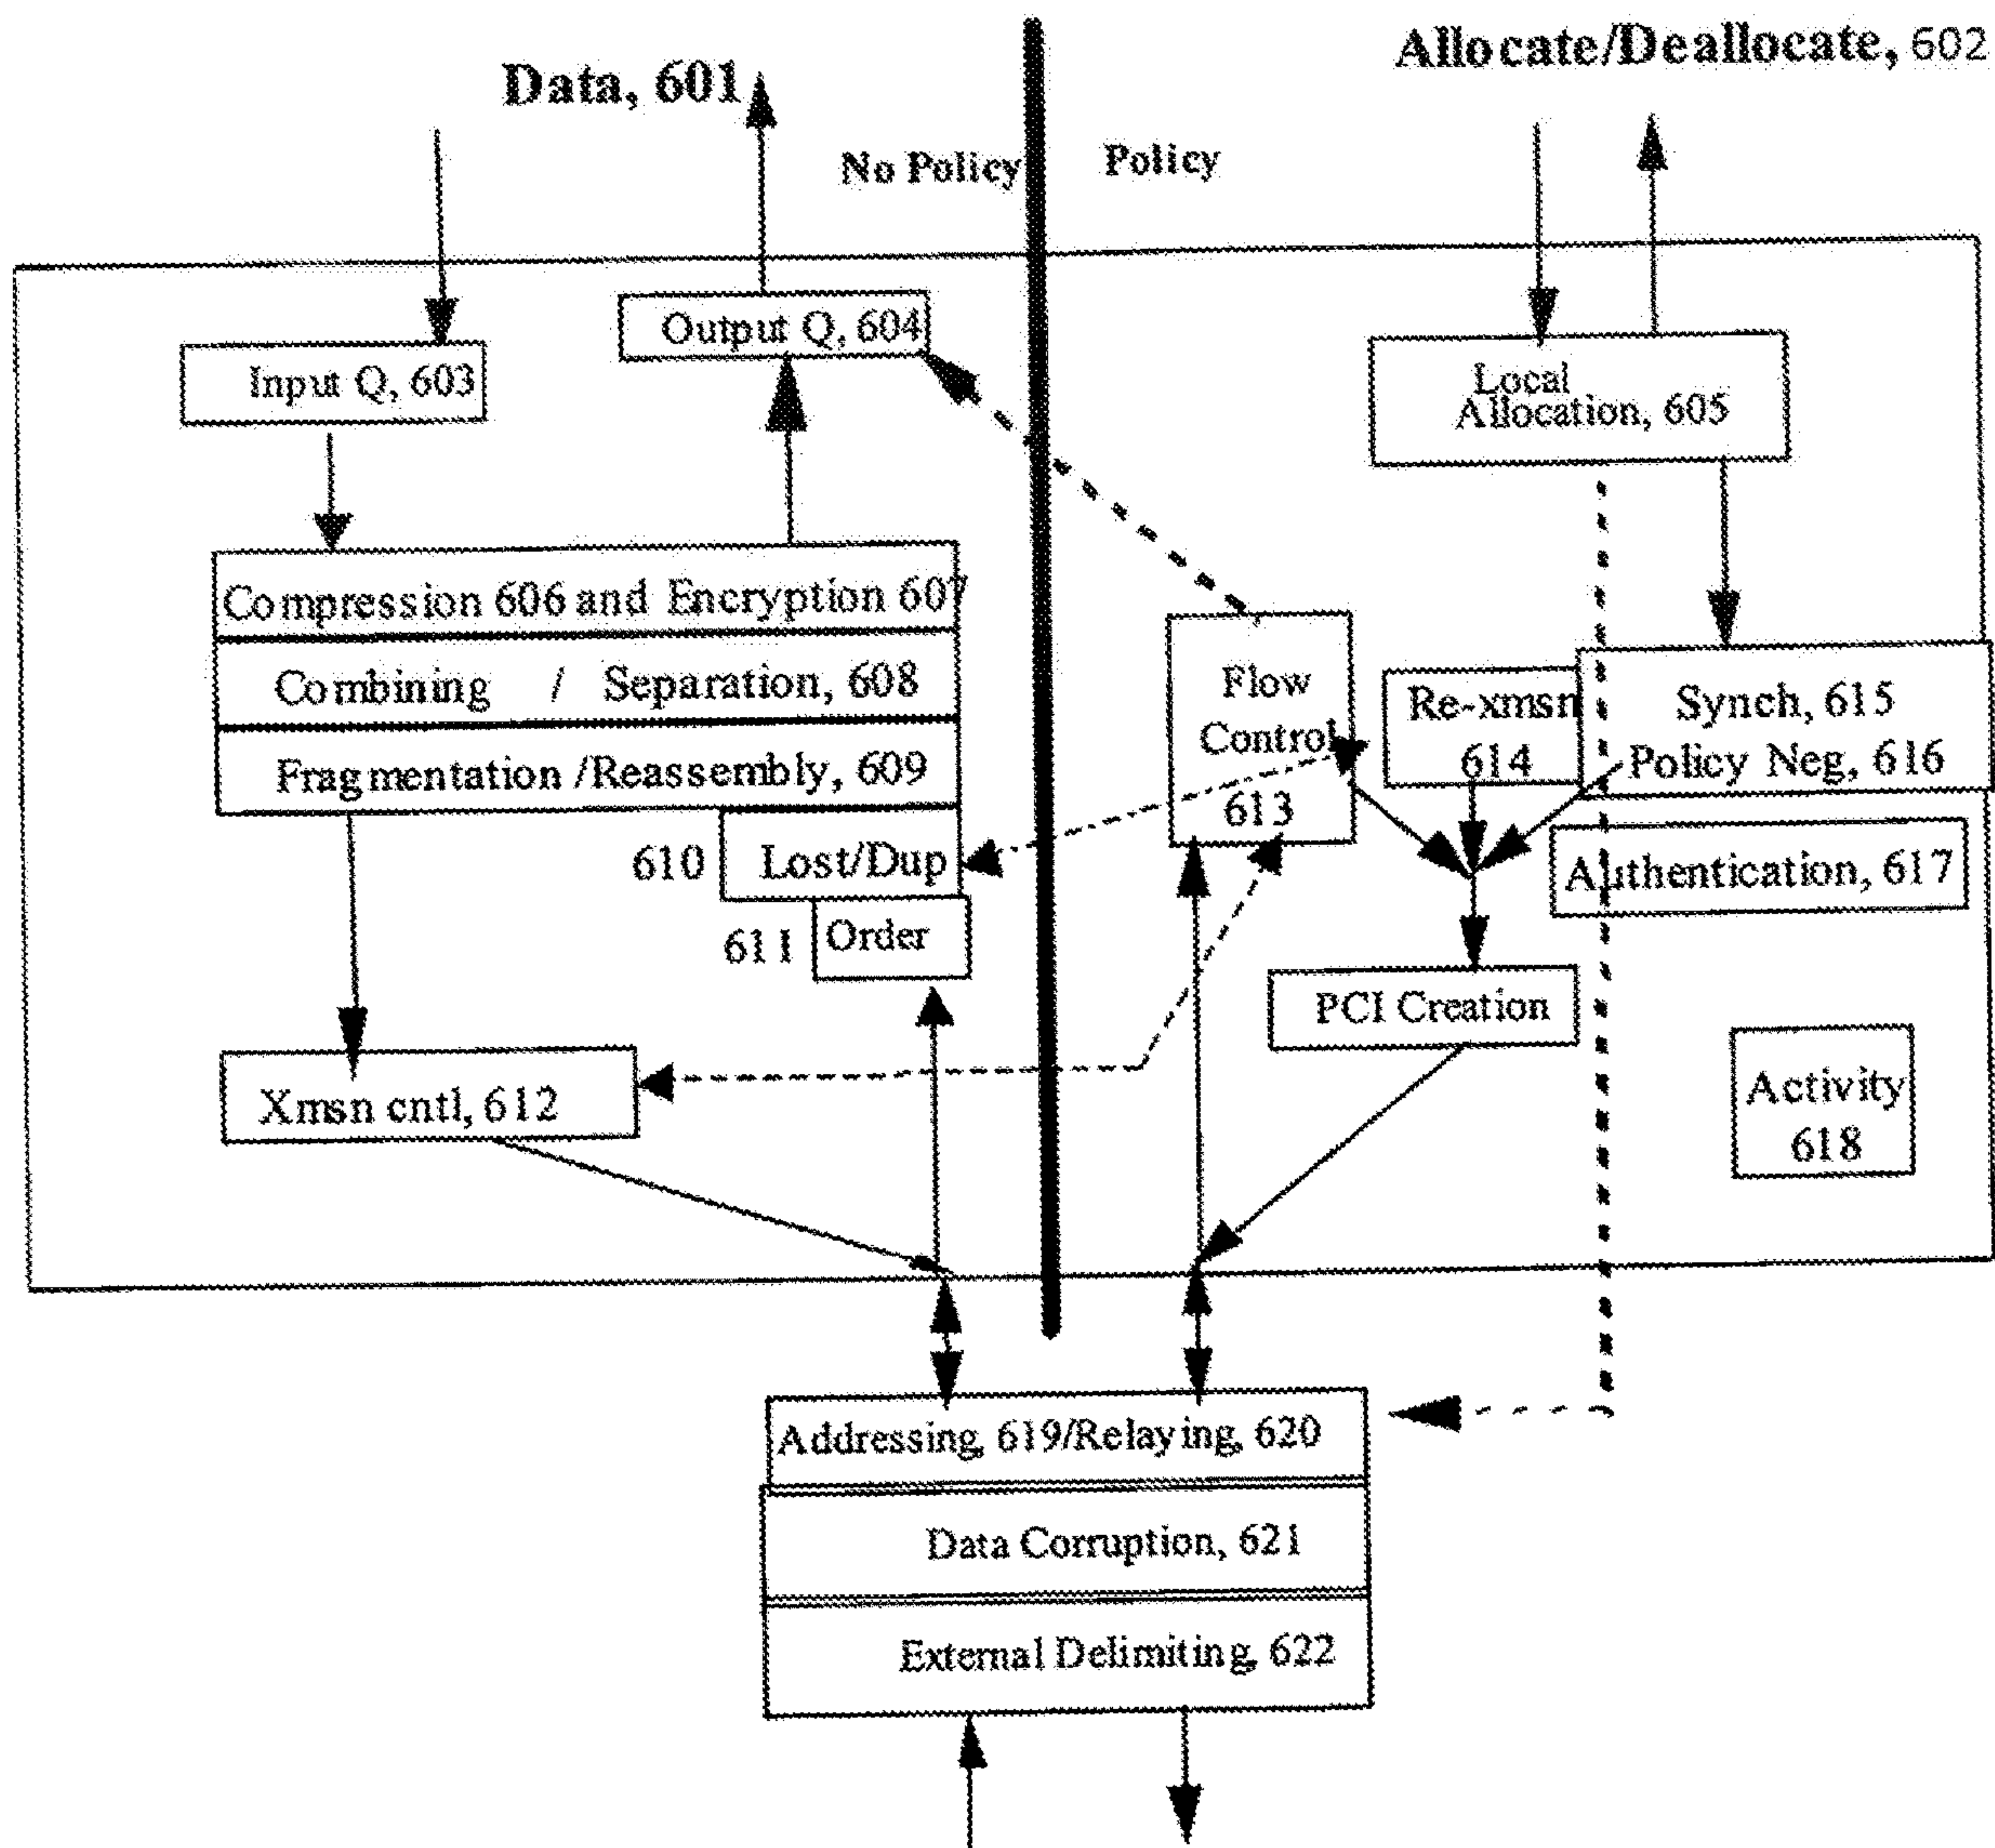 Data, 601
Allocate/Deallocate, 602
No Policy
Policy
Input Q, 603
Output Q, 604
Local
Allocation, 605
Compression 606 and Encryption 607
Combining / Separation, 608
Fragmentation /Reassembly, 609
610 Lost/Dup
611 Order
Xmsn cntl, 612
Flow
Control
613
Re-xmsn
614
Synch, 615
Policy Neg, 616
Authentication, 617
PCI Creation
Activity
618
Addressing, 619/Relaying, 620
Data Corruption, 621
External Delimiting, 622